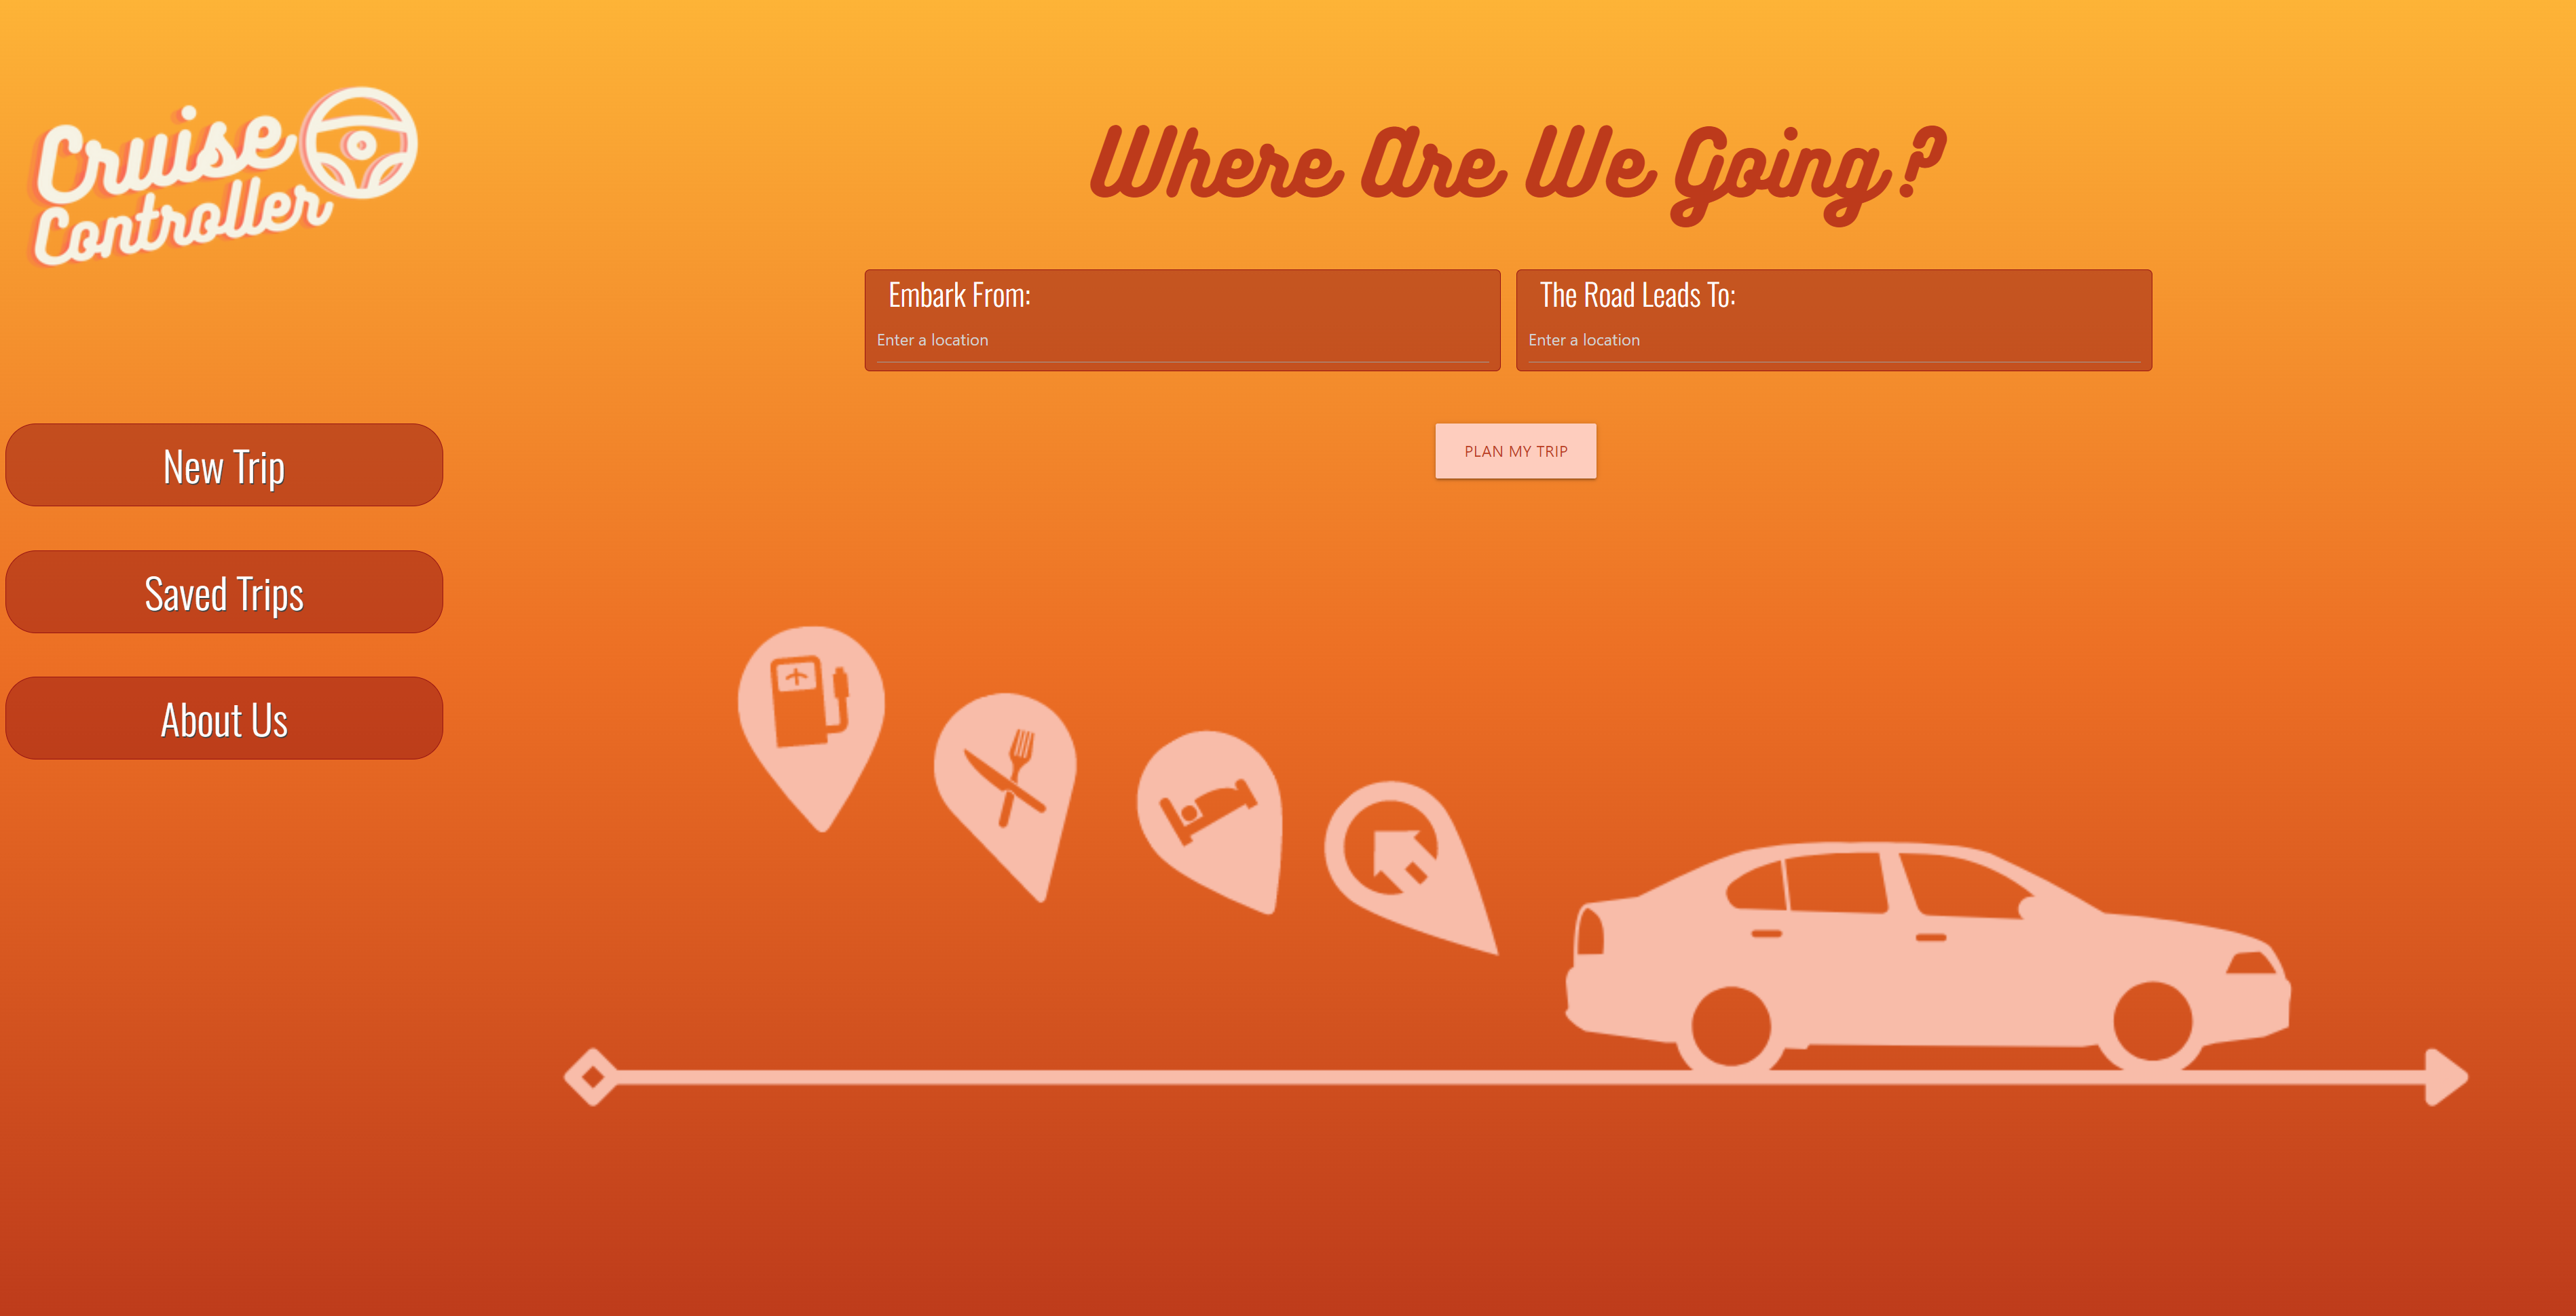 Cruise
Controller
Where Are We Going?
Embark From:
Enter a location
The Road Leads To:
Enter a location
PLAN MY TRIP
New Trip
Saved Trips
About Us